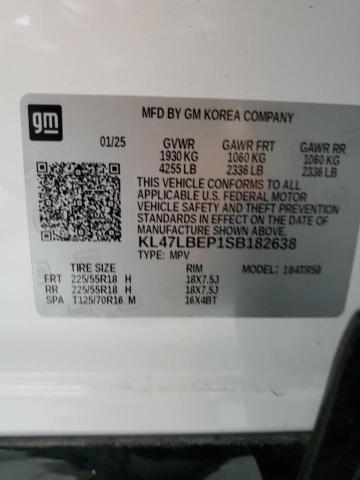 gm
MFD BY GM KOREA COMPANY
01/25 GVWR GAWR FRT GAWR RR
1930 KG 1060 KG 1060 KG
4255 LB 2336 LB 2336 LB
THIS VEHICLE CONFORMS TO ALL
APPLICABLE U.S. FEDERAL MOTOR
VEHICLE SAFETY AND THEFT PREVENTION
STANDARDS IN EFFECT ON THE DATE OF
MANUFACTURE SHOWN ABOVE.
KL47LBEP1SB182638
TYPE: MPV MODEL: 184TR58
TIRE SIZE RIM
FRT 225/55R18 H 18X7.5J
RR 225/55R18 H 18X7.5J
SPA T125/70R16 M 16X4BT